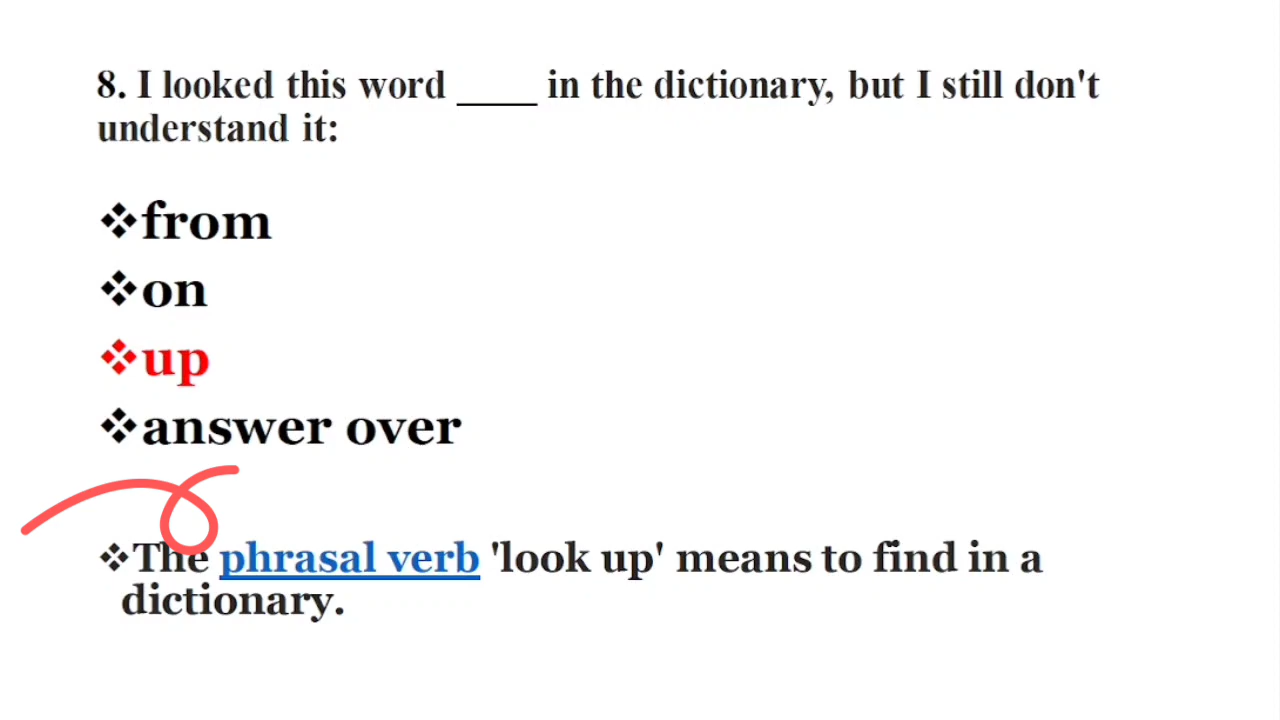 8. I looked this word ____ in the dictionary, but I still don't
understand it:
❖from
❖on
❖up
❖answer over
❖The phrasal verb 'look up' means to find in a
dictionary.